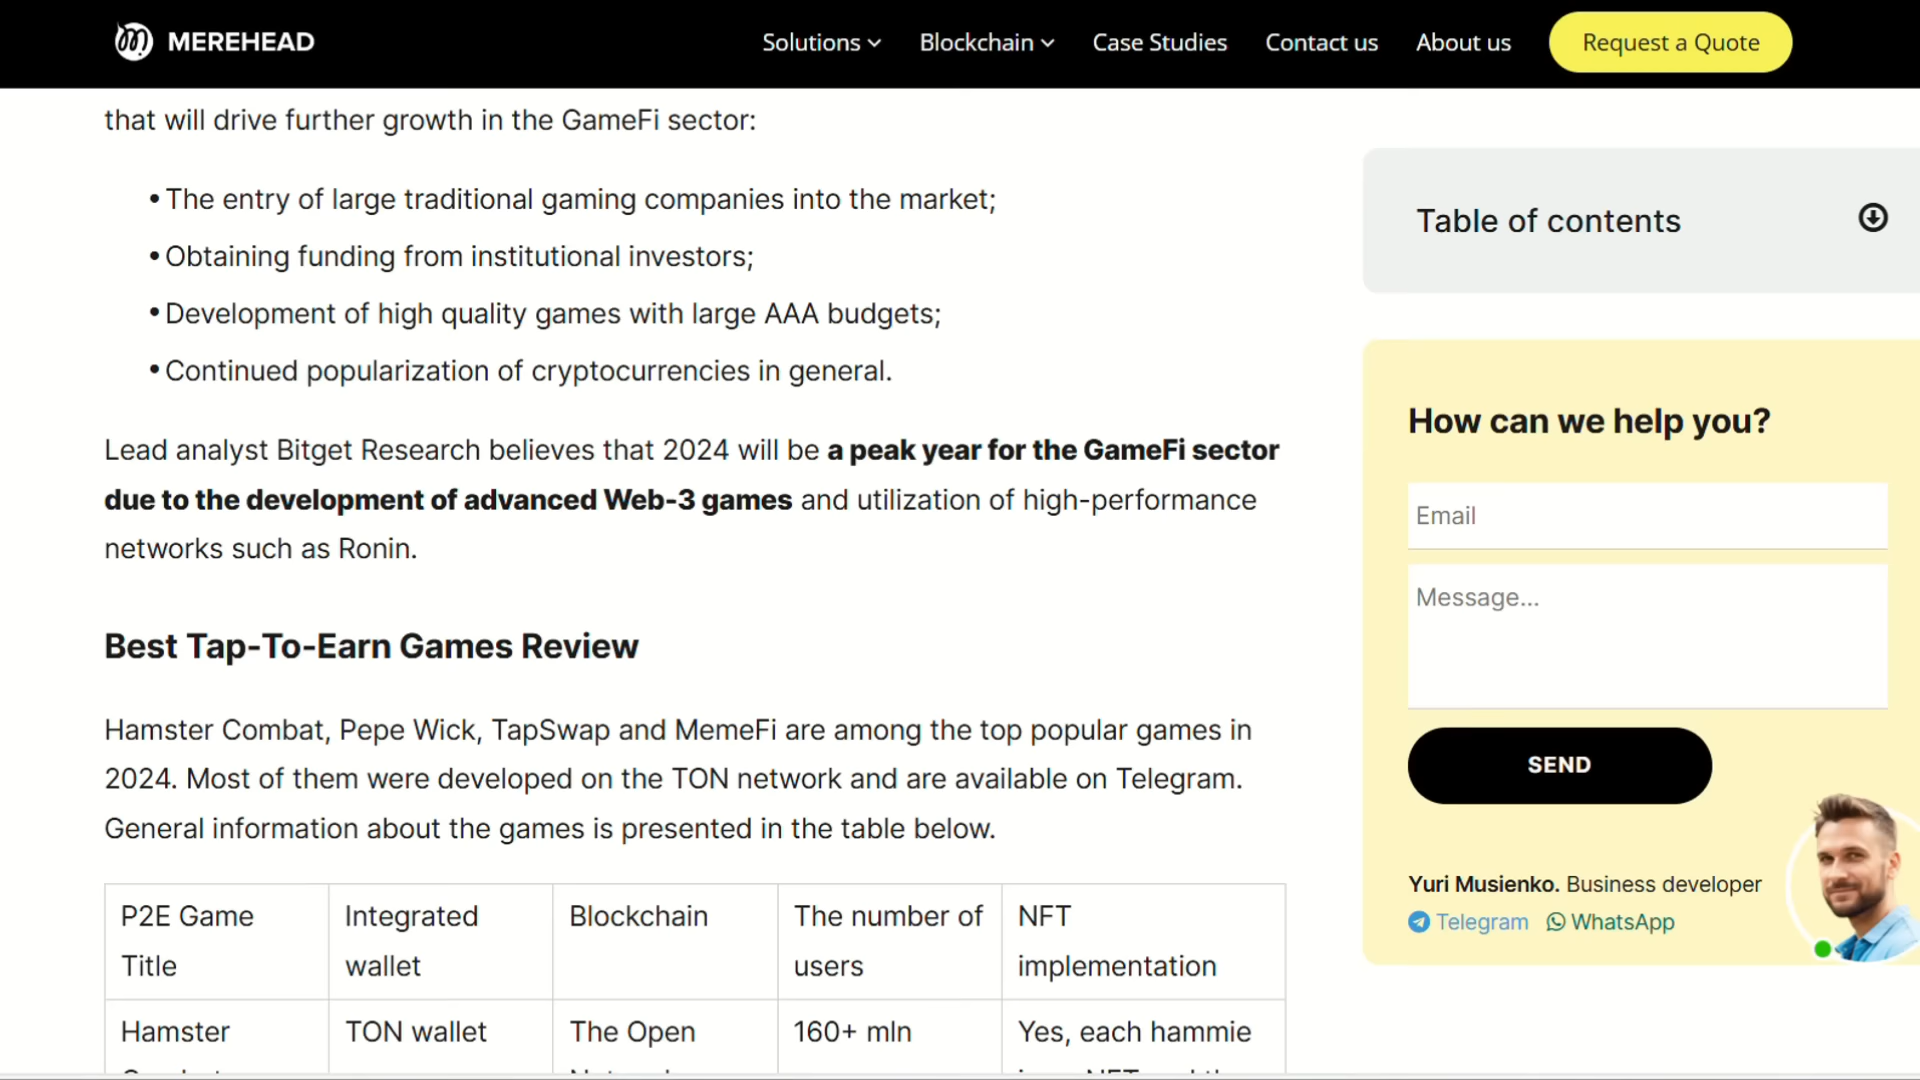 MEREHEAD
Solutions
Blockchain
Case Studies
Contact us
About us
Request a Quote
that will drive further growth in the GameFi sector:
• The entry of large traditional gaming companies into the market;
• Obtaining funding from institutional investors;
• Development of high quality games with large AAA budgets;
• Continued popularization of cryptocurrencies in general.
Lead analyst Bitget Research believes that 2024 will be a peak year for the GameFi sector
due to the development of advanced Web-3 games and utilization of high-performance
networks such as Ronin.
Best Tap-To-Earn Games Review
Hamster Combat, Pepe Wick, TapSwap and MemeFi are among the top popular games in
2024. Most of them were developed on the TON network and are available on Telegram.
General information about the games is presented in the table below.
P2E Game
Title
Integrated
wallet
Blockchain
The number of
users
NFT
implementation
Hamster
TON wallet
The Open
160+ mln
Yes, each hammie
Table of contents
How can we help you?
Email
Message...
SEND
Yuri Musienko. Business developer
Telegram
WhatsApp